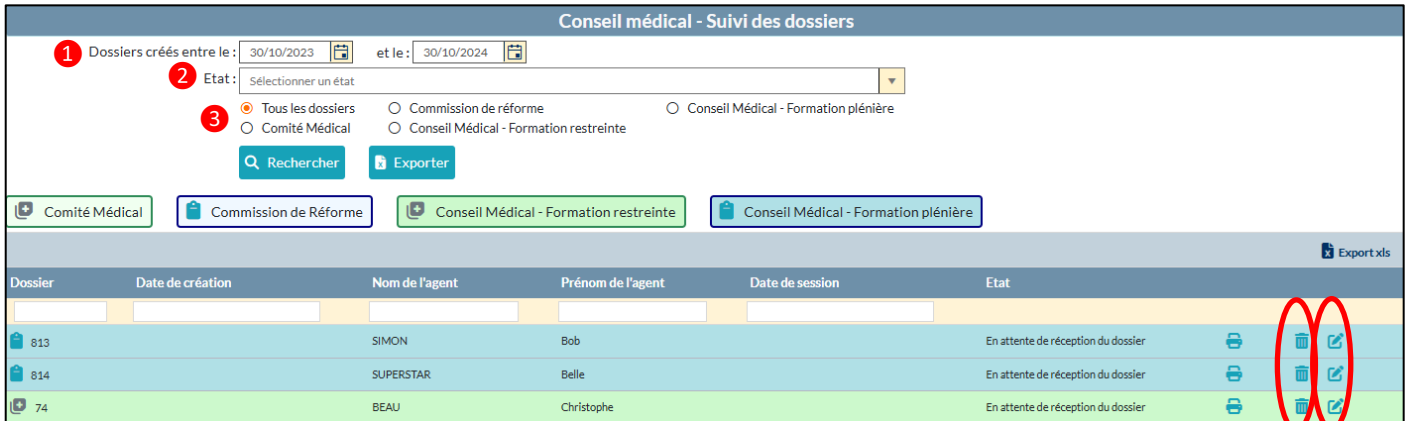 Conseil médical - Suivi des dossiers
1 Dossiers créés entre le : 30/10/2023 et le : 30/10/2024
2 Etat : Sélectionner un état
3 Tous les dossiers Commission de réforme Conseil Médical - Formation plénière
Comité Médical Conseil Médical - Formation restreinte
Rechercher Exporter
Comité Médical Commission de Réforme Conseil Médical - Formation restreinte Conseil Médical - Formation plénière
Export xls
Dossier Date de création Nom de l'agent Prénom de l'agent Date de session Etat
813 SIMON Bob En attente de réception du dossier
814 SUPERSTAR Belle En attente de réception du dossier
74 BEAU Christophe En attente de réception du dossier